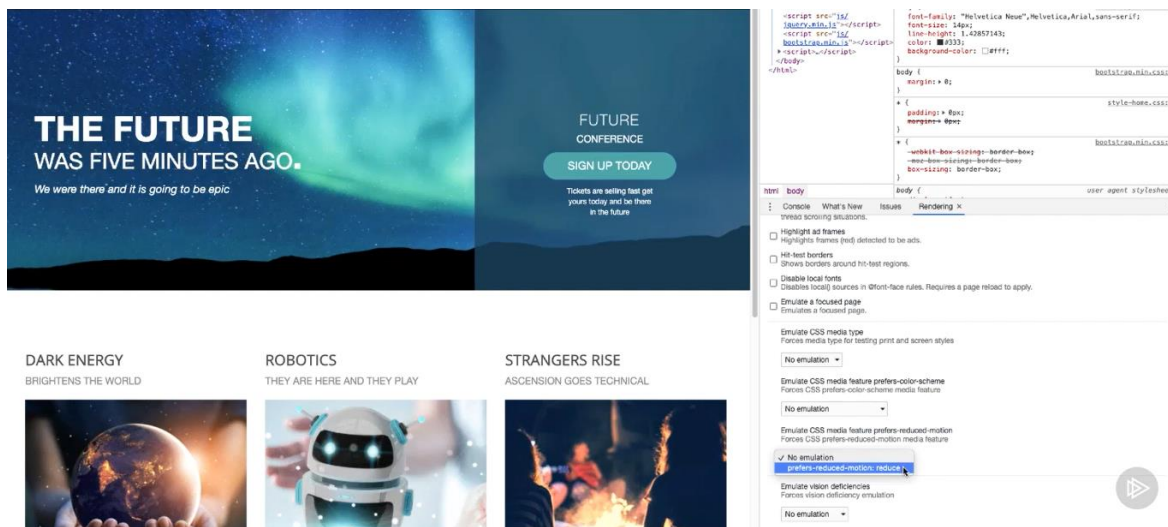 THE FUTURE
WAS FIVE MINUTES AGO.
We were there and it is going to be epic
FUTURE
CONFERENCE
SIGN UP TODAY
Tickets are selling fast get
yours today and be there
in the future
DARK ENERGY
BRIGHTENS THE WORLD
ROBOTICS
THEY ARE HERE AND THEY PLAY
STRANGERS RISE
ASCENSION GOES TECHNICAL
<script src="js/
jquery.min.js"></script>
<script src="js/
bootstrap.min.js"></script>
<script>…</script>
</body>
</html>
font-family: "Helvetica Neue",Helvetica,Arial,sans-serif;
font-size: 14px;
line-height: 1.42857143;
color: #333;
background-color: #fff;
}
body {
bootstrap.min.css:
margin: 0;
}
* {
style-home.css:
padding: 0px;
margin: 0px;
}
* {
bootstrap.min.css:
-webkit-box-sizing: border-box;
-moz-box-sizing: border-box;
box-sizing: border-box;
}
html body
body {
user agent styleshee
Console What's New Issues Rendering ×
thread scrolling situations.
Highlight ad frames
Highlights frames (red) detected to be ads.
Hit-test borders
Shows borders around hit-test regions.
Disable local fonts
Disables local() sources in @font-face rules. Requires a page reload to apply.
Emulate a focused page
Emulates a focused page.
Emulate CSS media type
Forces media type for testing print and screen styles
No emulation
Emulate CSS media feature prefers-color-scheme
Forces CSS prefers-color-scheme media feature
No emulation
Emulate CSS media feature prefers-reduced-motion
Forces CSS prefers-reduced-motion media feature
✓ No emulation
prefers-reduced-motion: reduce
Emulate vision deficiencies
Forces vision deficiency emulation
No emulation